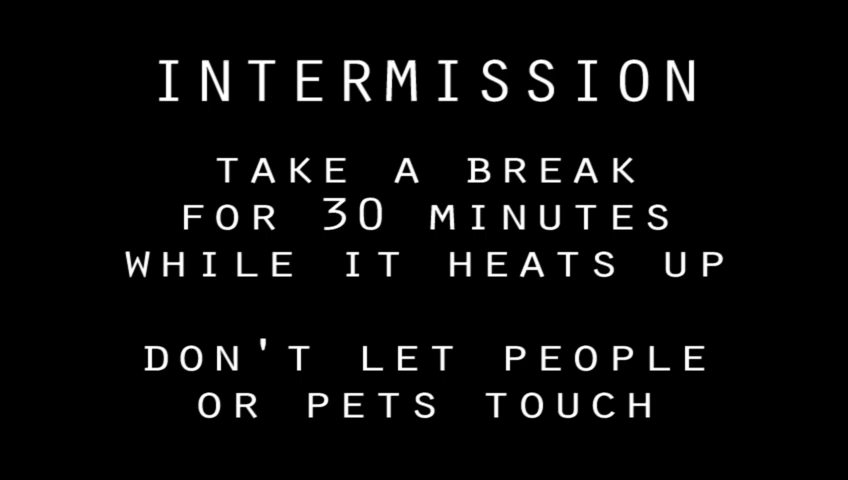 INTERMISSION
TAKE A BREAK
FOR 30 MINUTES
WHILE IT HEATS UP
DON'T LET PEOPLE
OR PETS TOUCH